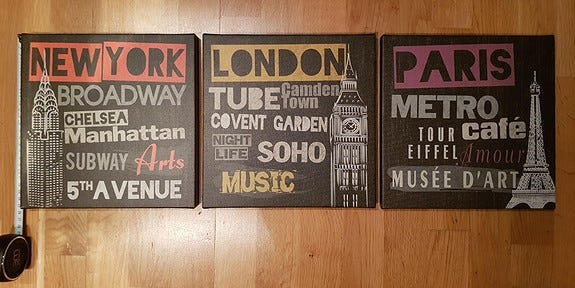 NEW YORK
BROADWAY
CHELSEA
Manhattan
SUBWAY Arts
5TH AVENUE
LONDON
TUBE Camden Town
COVENT GARDEN
NIGHT LIFE SOHO
MUSIC
PARIS
METRO
café
TOUR EIFFEL Amour
MUSÉE D'ART